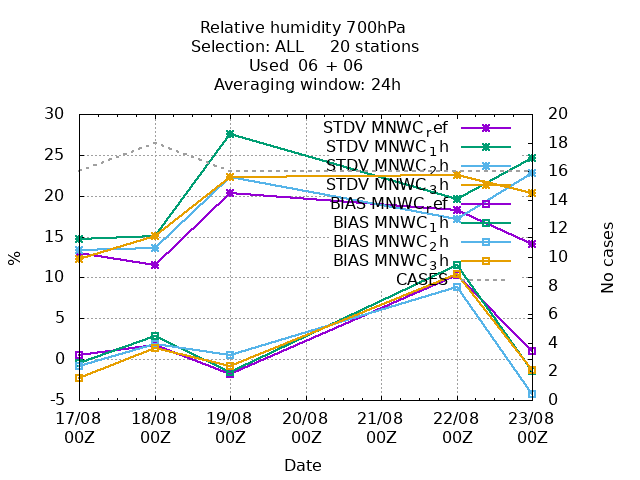 Relative humidity 700hPa
Selection: ALL 20 stations
Used 06 + 06
Averaging window: 24h
30
25
20
15
10
5
0
-5
%
20
18
16
14
12
10
8
6
4
2
0
No cases
STDV MNWC_ref
STDV MNWC_1h
STDV MNWC_2h
STDV MNWC_3h
BIAS MNWC_ref
BIAS MNWC_1h
BIAS MNWC_2h
BIAS MNWC_3h
CASES
17/08 18/08 19/08 20/08 21/08 22/08 23/08
00Z 00Z 00Z 00Z 00Z 00Z 00Z
Date